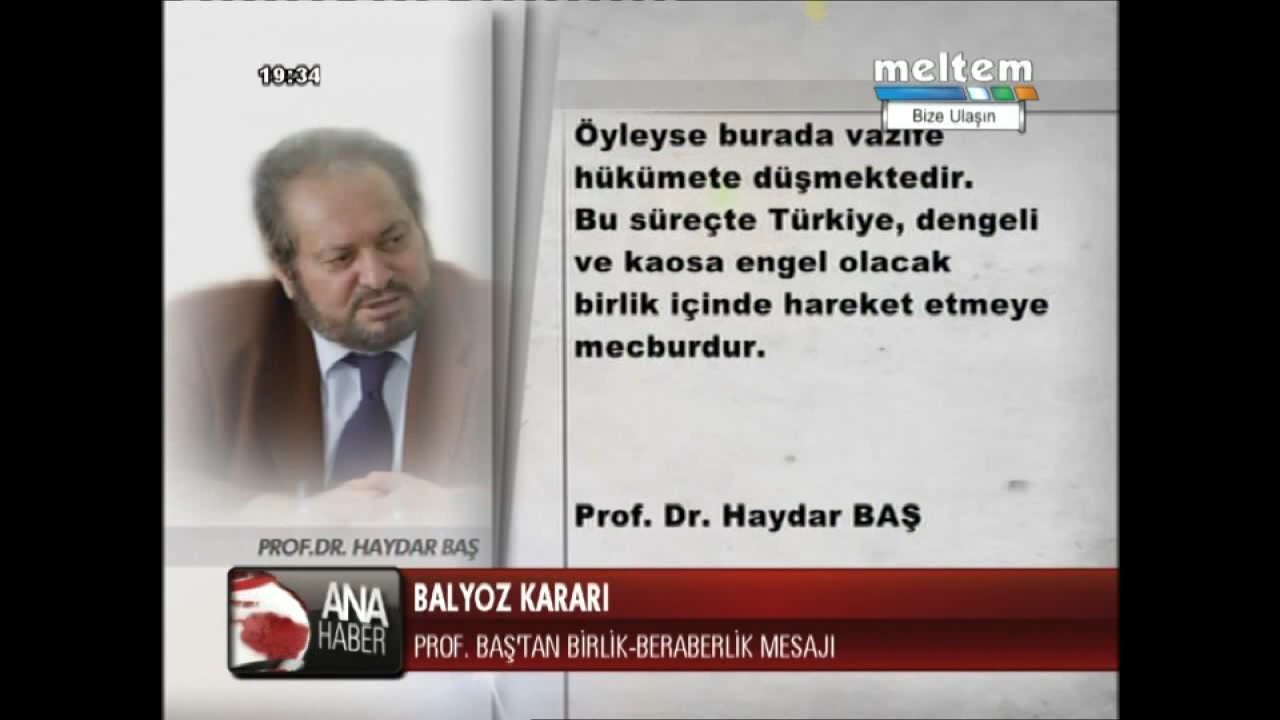 19:34
meltem
Bize Ulaşın
Öyleyse burada vazife
hükümete düşmektedir.
Bu süreçte Türkiye, dengeli
ve kaosa engel olacak
birlik içinde hareket etmeye
mecburdur.
Prof. Dr. Haydar BAŞ
PROF.DR. HAYDAR BAŞ
ANA
HABER
BALYOZ KARARI
PROF. BAŞ'TAN BİRLİK-BERABERLİK MESAJI